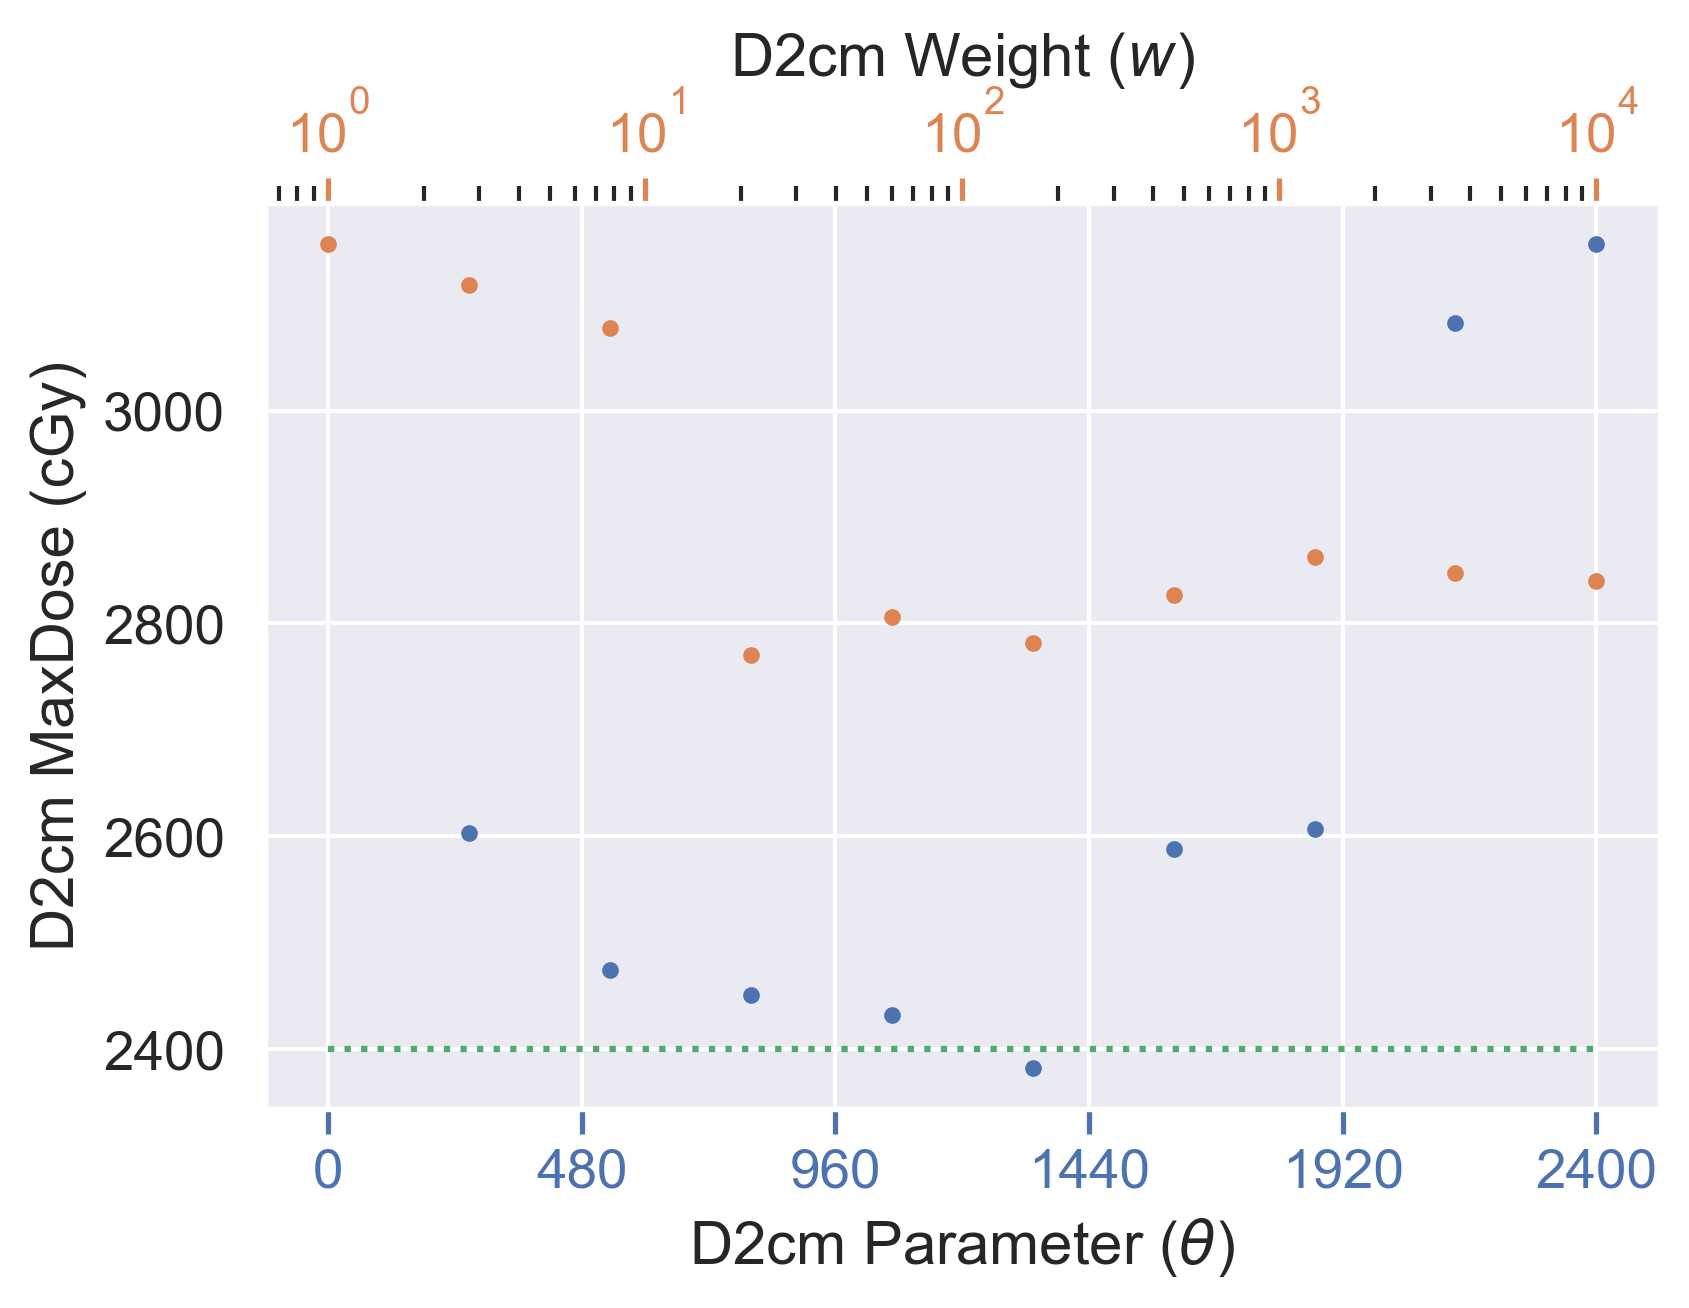 D2cm Weight (w)
10^0 10^1 10^2 10^3 10^4
D2cm MaxDose (cGy)
3000
2800
2600
2400
0 480 960 1440 1920 2400
D2cm Parameter (θ)